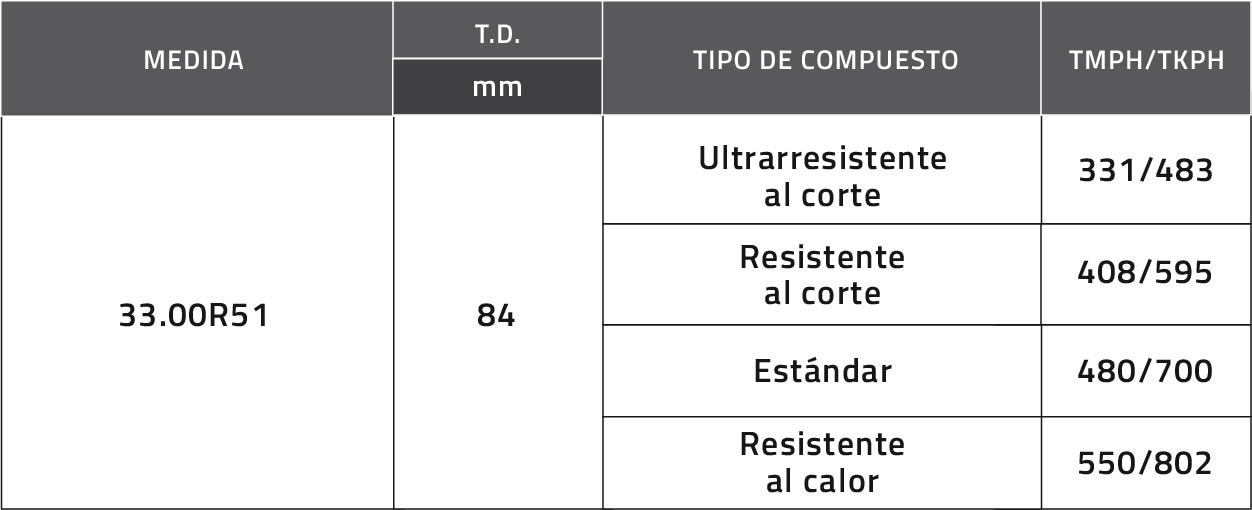 MEDIDA
T.D.
mm
TIPO DE COMPUESTO
TMPH/TKPH
33.00R51
84
Ultrarresistente
al corte
331/483
Resistente
al corte
408/595
Estándar
480/700
Resistente
al calor
550/802